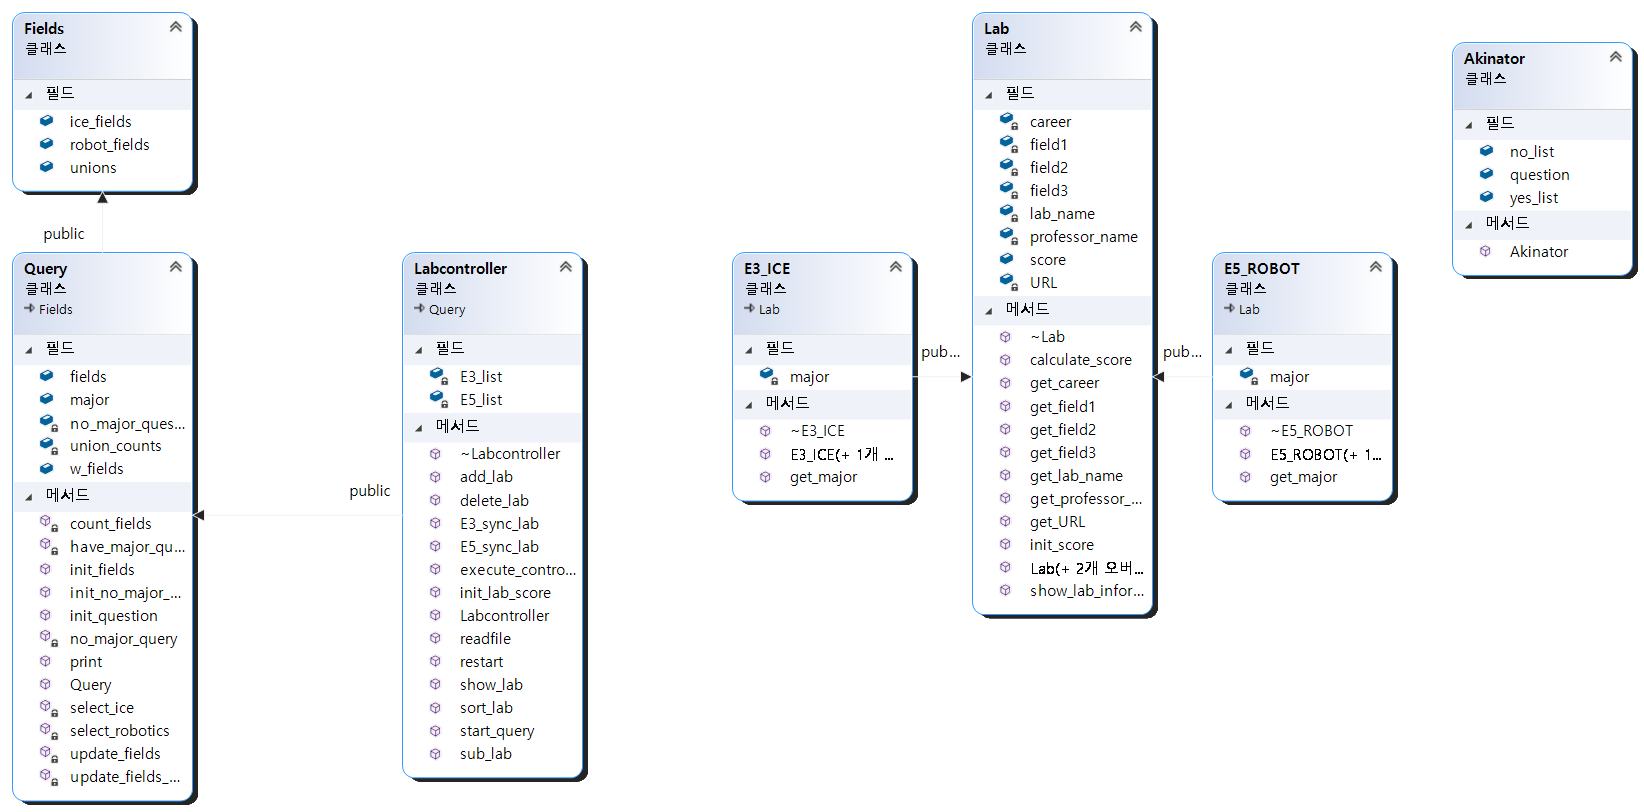 Fields
클래스
필드
ice_fields
robot_fields
unions
public
Query
클래스
Fields
필드
fields
major
no_major_ques...
union_counts
w_fields
메서드
count_fields
have_major_qu...
init_fields
init_no_major_...
init_question
no_major_query
print
Query
select_ice
select_robotics
update_fields
update_fields_...
public
Labcontroller
클래스
Query
필드
E3_list
E5_list
메서드
~Labcontroller
add_lab
delete_lab
E3_sync_lab
E5_sync_lab
execute_contro...
init_lab_score
Labcontroller
readfile
restart
show_lab
sort_lab
start_query
sub_lab
E3_ICE
클래스
Lab
필드
major
메서드
~E3_ICE
E3_ICE(+ 1개 ...
get_major
pub...
Lab
클래스
필드
career
field1
field2
field3
lab_name
professor_name
score
URL
메서드
~Lab
calculate_score
get_career
get_field1
get_field2
get_field3
get_lab_name
get_professor_...
get_URL
init_score
Lab(+ 2개 오버...
show_lab_infor...
pub...
E5_ROBOT
클래스
Lab
필드
major
메서드
~E5_ROBOT
E5_ROBOT(+ 1...
get_major
Akinator
클래스
필드
no_list
question
yes_list
메서드
Akinator